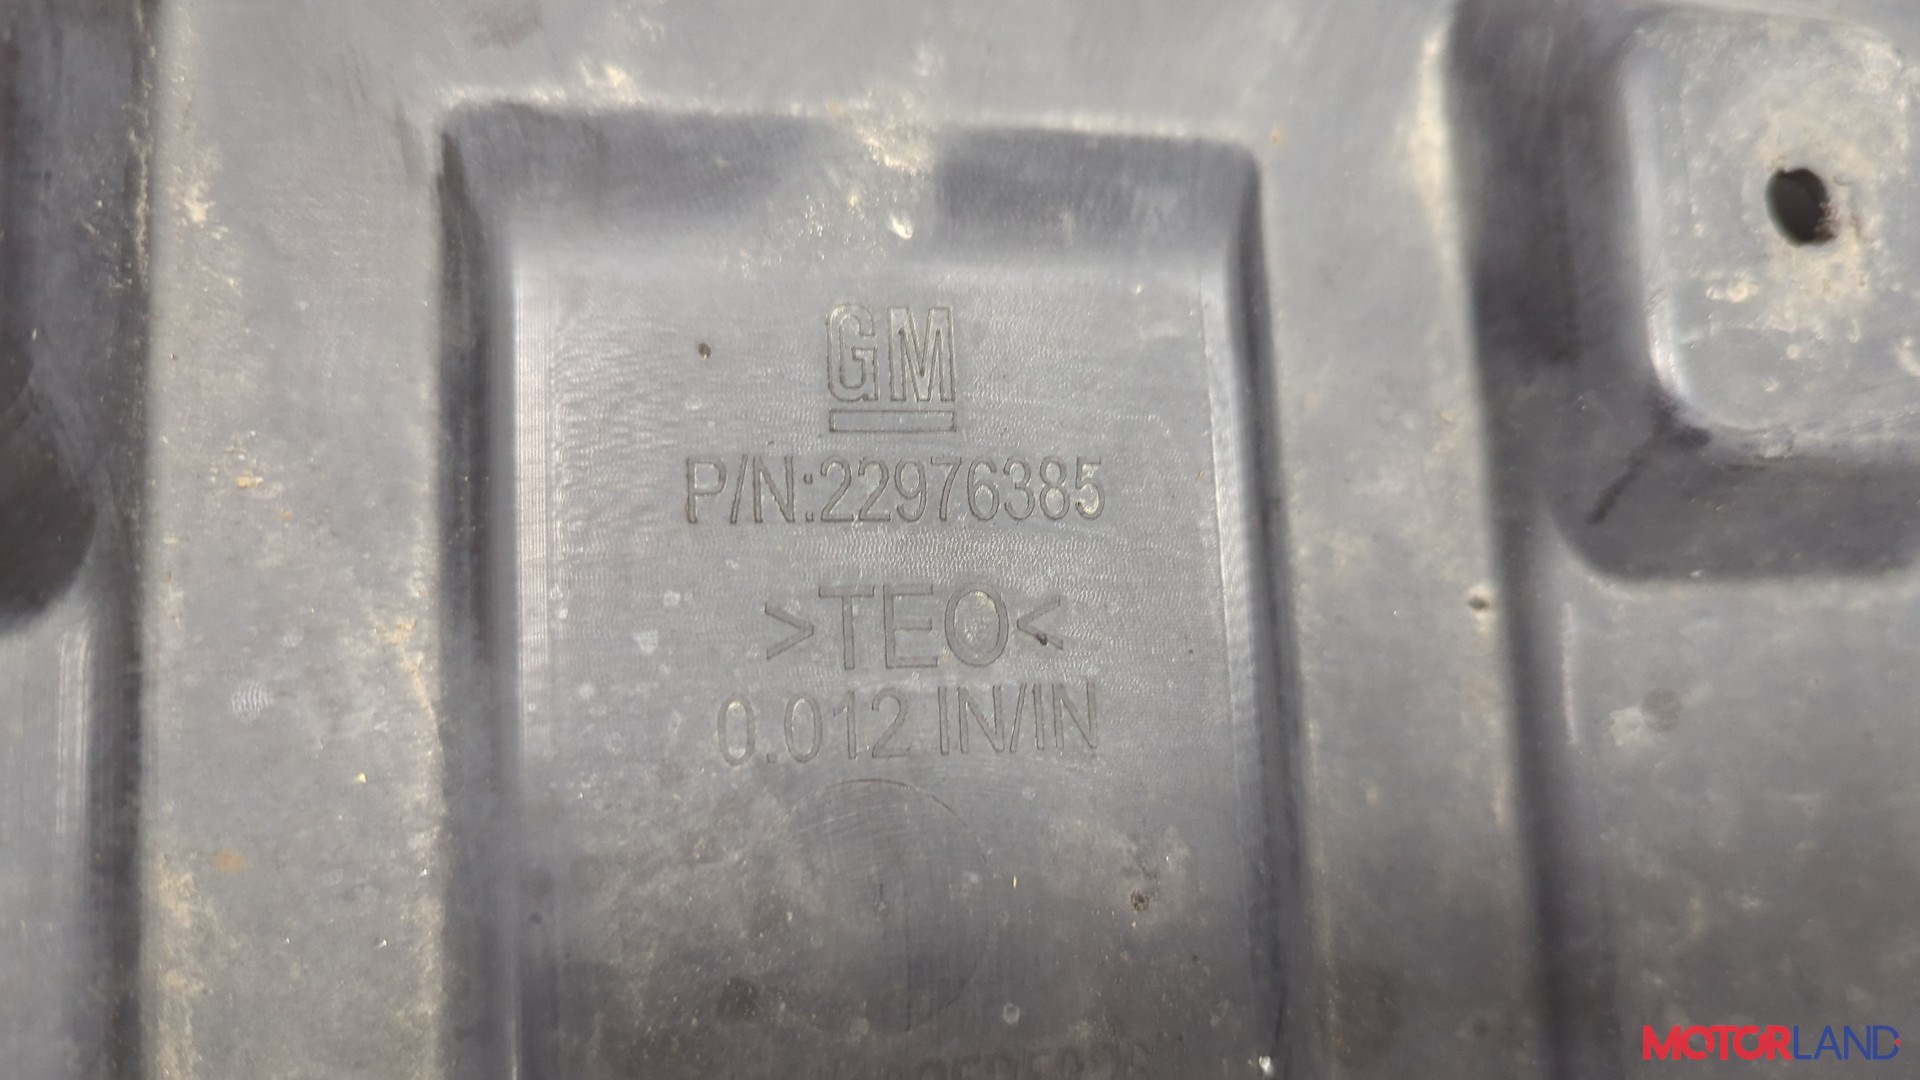 GM
P/N:22976385
>TEO<
0.012 IN/IN
MOTORLAND